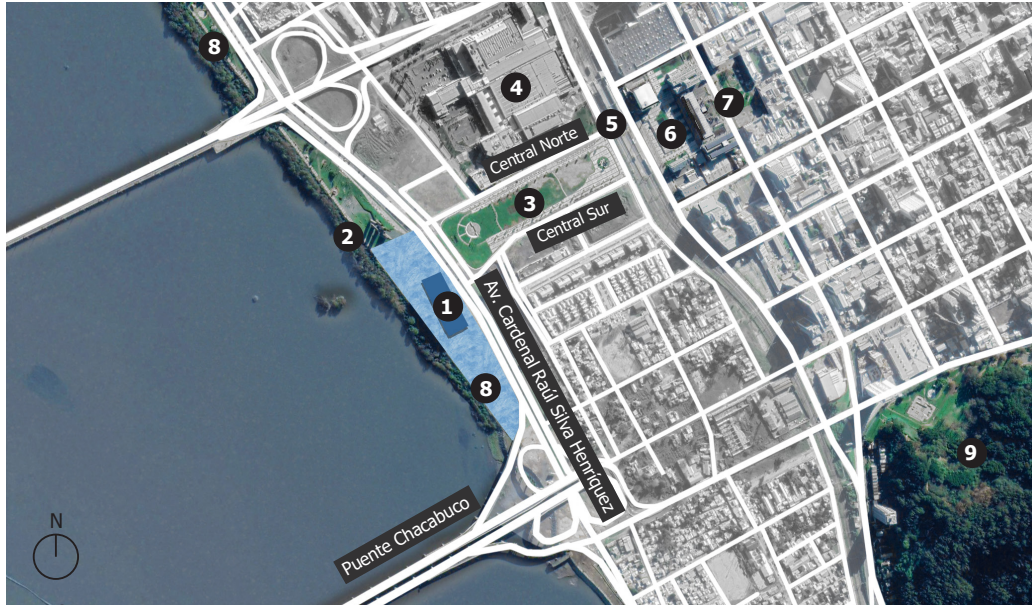 8
4
7
5
6
Central Norte
3
Central Sur
2
1
Av. Cardenal Raúl Silva Henríquez
8
9
Puente Chacabuco
N